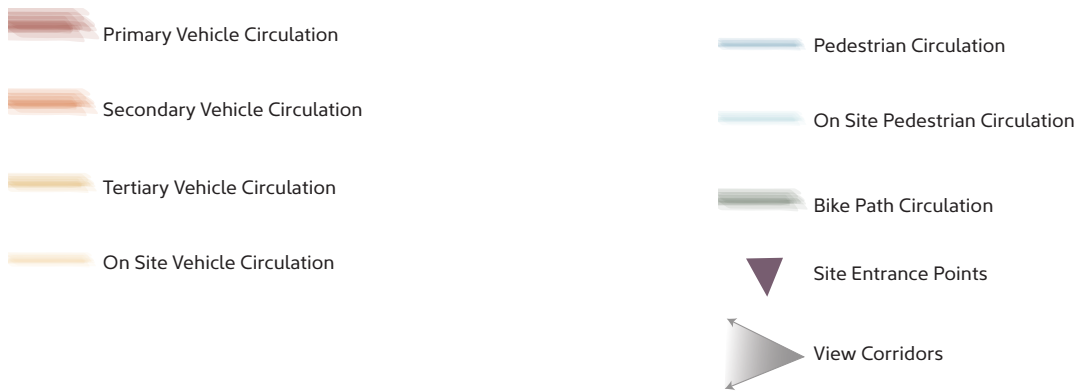 Primary Vehicle Circulation
Secondary Vehicle Circulation
Tertiary Vehicle Circulation
On Site Vehicle Circulation
Pedestrian Circulation
On Site Pedestrian Circulation
Bike Path Circulation
Site Entrance Points
View Corridors